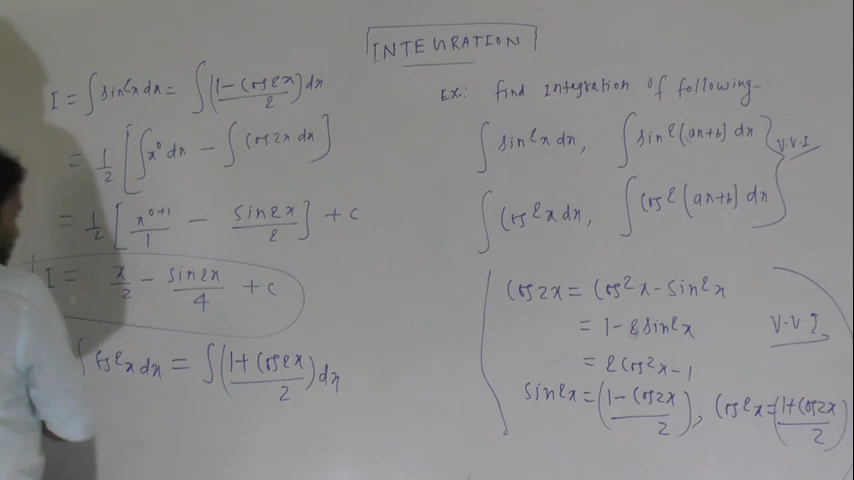 INTEGRATION
I = ∫ sin²x dx = ∫ (1 - cos2x / 2) dx
= 1/2 [ ∫ x⁰ dx - ∫ cos2x dx ]
= 1/2 [ x⁰⁺¹ / 1 - sin2x / 2 ] + c
I = x/2 - sin2x / 4 + c
∫ cos²x dx = ∫ (1 + cos2x / 2) dx
Ex: find integration of following -:
∫ sin²x dx, ∫ sin²(ax+b) dx
V.V.I
∫ cos²x dx, ∫ cos²(ax+b) dx
cos2x = cos²x - sin²x
= 1 - 2sin²x
V.V.I
= 2cos²x - 1
sin²x = (1 - cos2x / 2), cos²x = (1 + cos2x / 2)